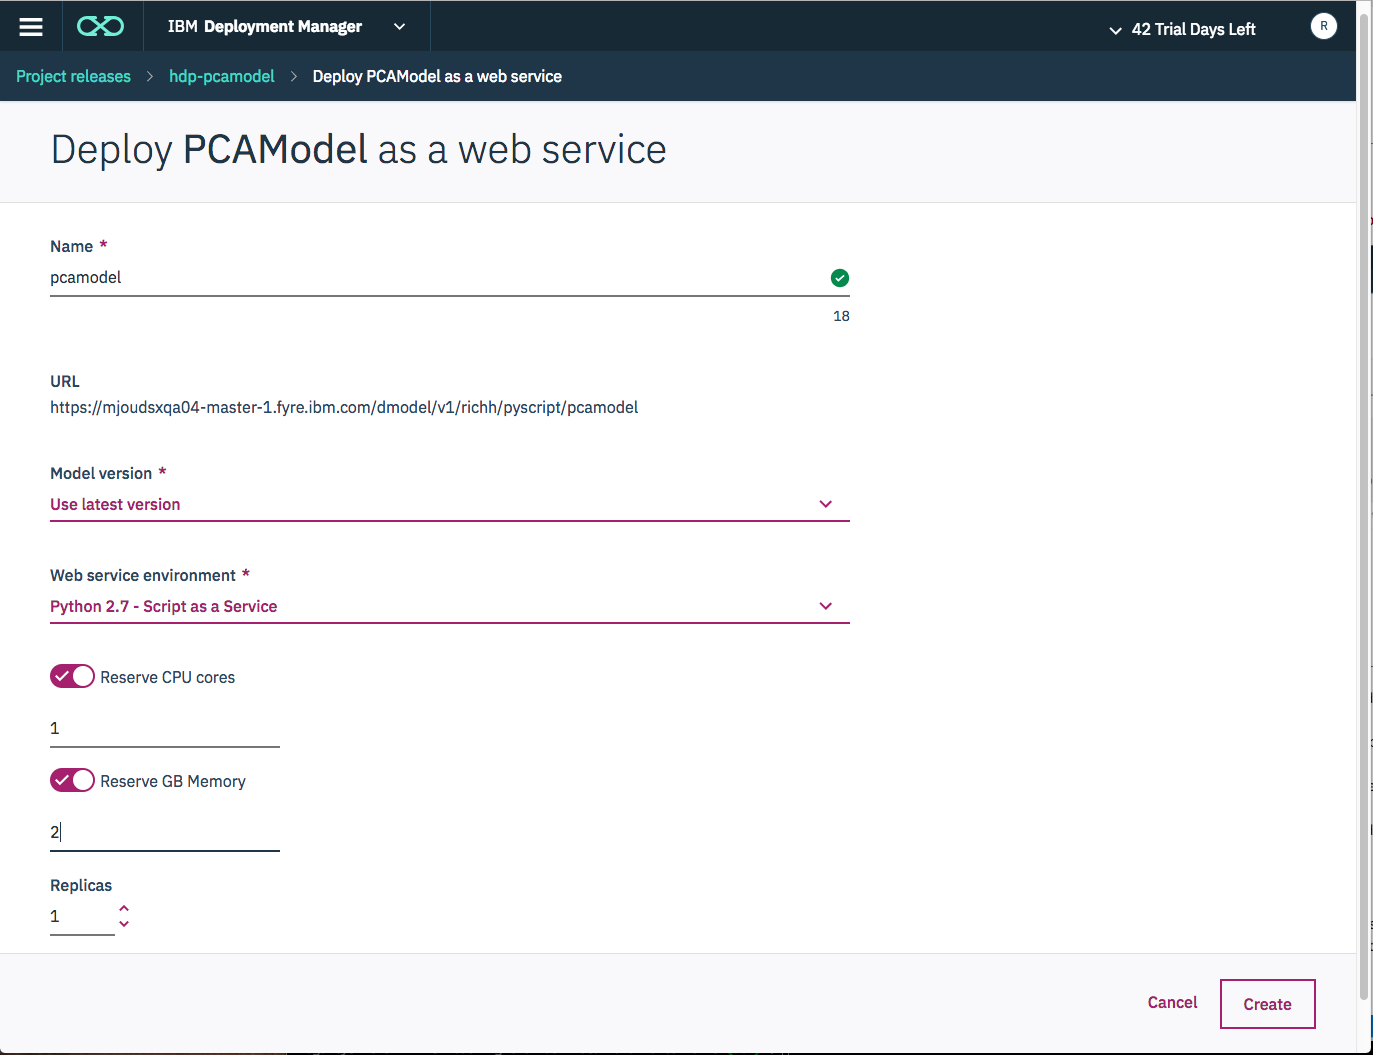 IBM Deployment Manager
42 Trial Days Left
R
Project releases > hdp-pcamodel > Deploy PCAModel as a web service
Deploy PCAModel as a web service
Name *
pcamodel
18
URL
https://mjoudsxqa04-master-1.fyre.ibm.com/dmodel/v1/richh/pyscript/pcamodel
Model version *
Use latest version
Web service environment *
Python 2.7 - Script as a Service
Reserve CPU cores
1
Reserve GB Memory
2
Replicas
1
Cancel
Create